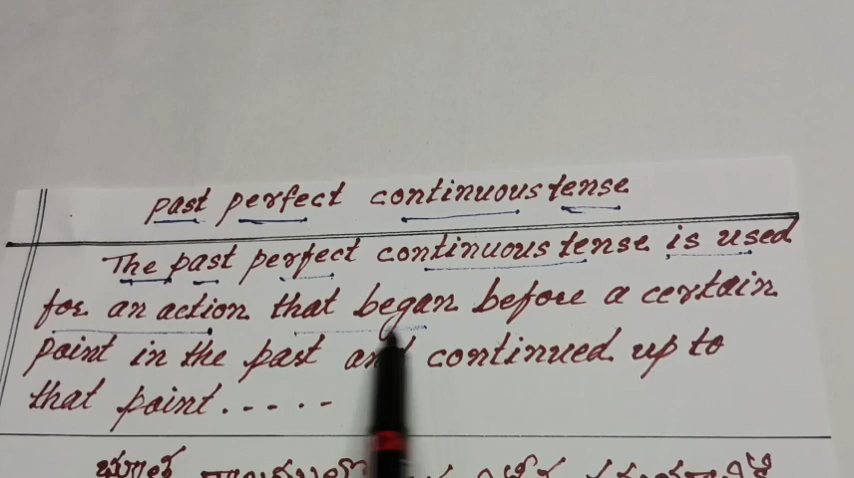 past perfect continuous tense
The past perfect continuous tense is used
for an action that began before a certain
point in the past and continued up to
that point.....